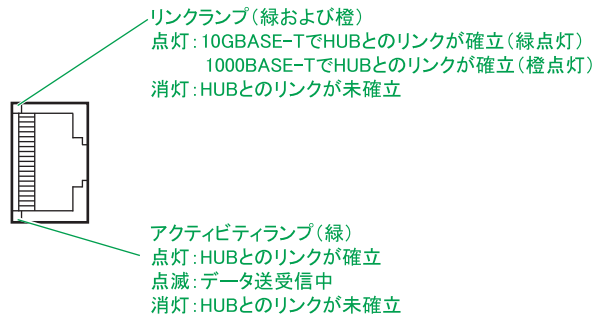 リンクランプ（緑および橙）
点灯：10GBASE-TでHUBとのリンクが確立（緑点灯）
1000BASE-TでHUBとのリンクが確立（橙点灯）
消灯：HUBとのリンクが未確立
アクティビティランプ（緑）
点灯：HUBとのリンクが確立
点滅：データ送受信中
消灯：HUBとのリンクが未確立